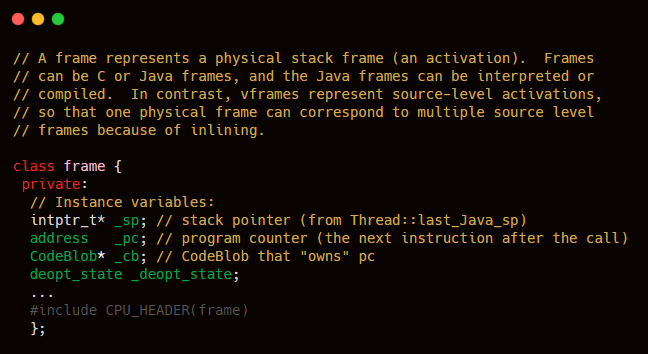 // A frame represents a physical stack frame (an activation).  Frames
// can be C or Java frames, and the Java frames can be interpreted or
// compiled.  In contrast, vframes represent source-level activations,
// so that one physical frame can correspond to multiple source level
// frames because of inlining.

class frame {
 private:
  // Instance variables:
  intptr_t* _sp; // stack pointer (from Thread::last_Java_sp)
  address   _pc; // program counter (the next instruction after the call)
  CodeBlob* _cb; // CodeBlob that "owns" pc
  deopt_state _deopt_state;
  ...
  #include CPU_HEADER(frame)
  };